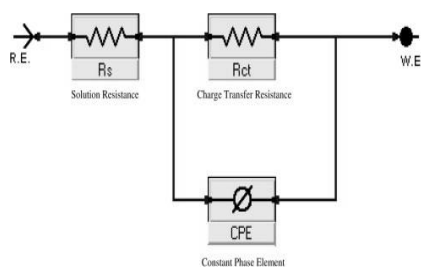 R.E.
Rs
Solution Resistance
Rct
Charge Transfer Resistance
W.E
CPE
Constant Phase Element